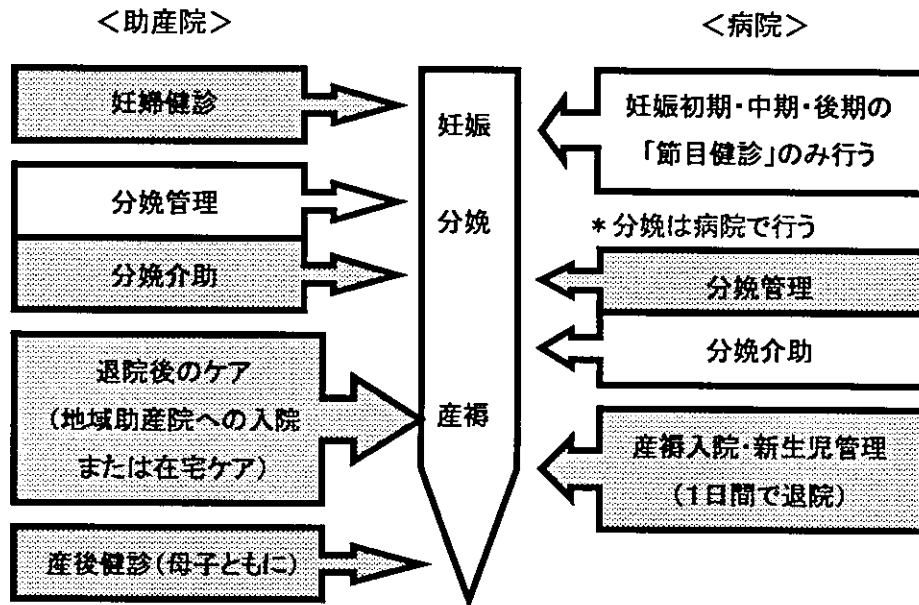 ＜助産院＞
妊婦健診
分娩管理
分娩介助
退院後のケア
（地域助産院への入院
または在宅ケア）
産後健診（母子ともに）
妊娠
分娩
産褥
＜病院＞
妊娠初期・中期・後期の
「節目健診」のみ行う
＊分娩は病院で行う
分娩管理
分娩介助
産褥入院・新生児管理
（1日間で退院）